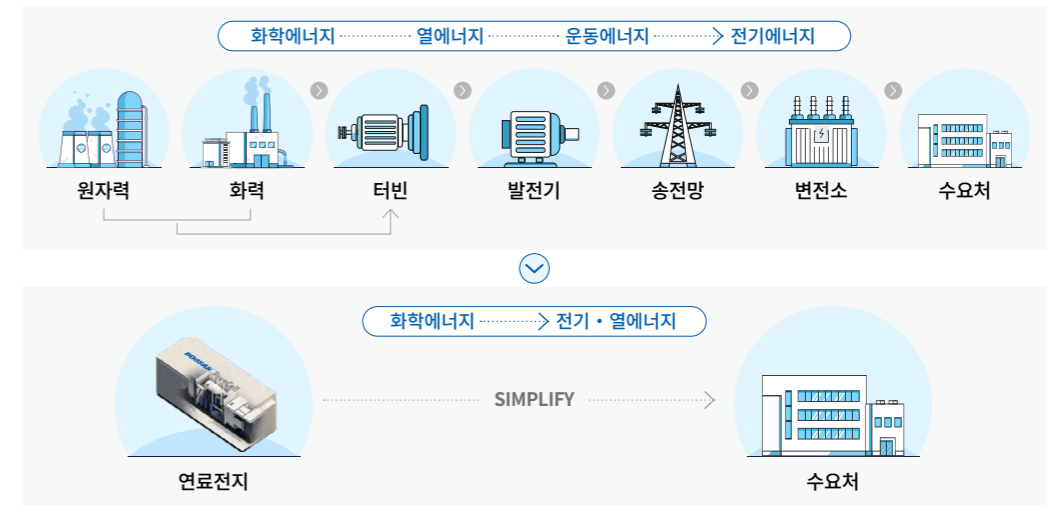 화학에너지 열에너지 운동에너지 전기에너지
원자력 화력 터빈 발전기 송전망 변전소 수요처
화학에너지 전기 • 열에너지
DOOSAN PureCell
SIMPLIFY
연료전지 수요처